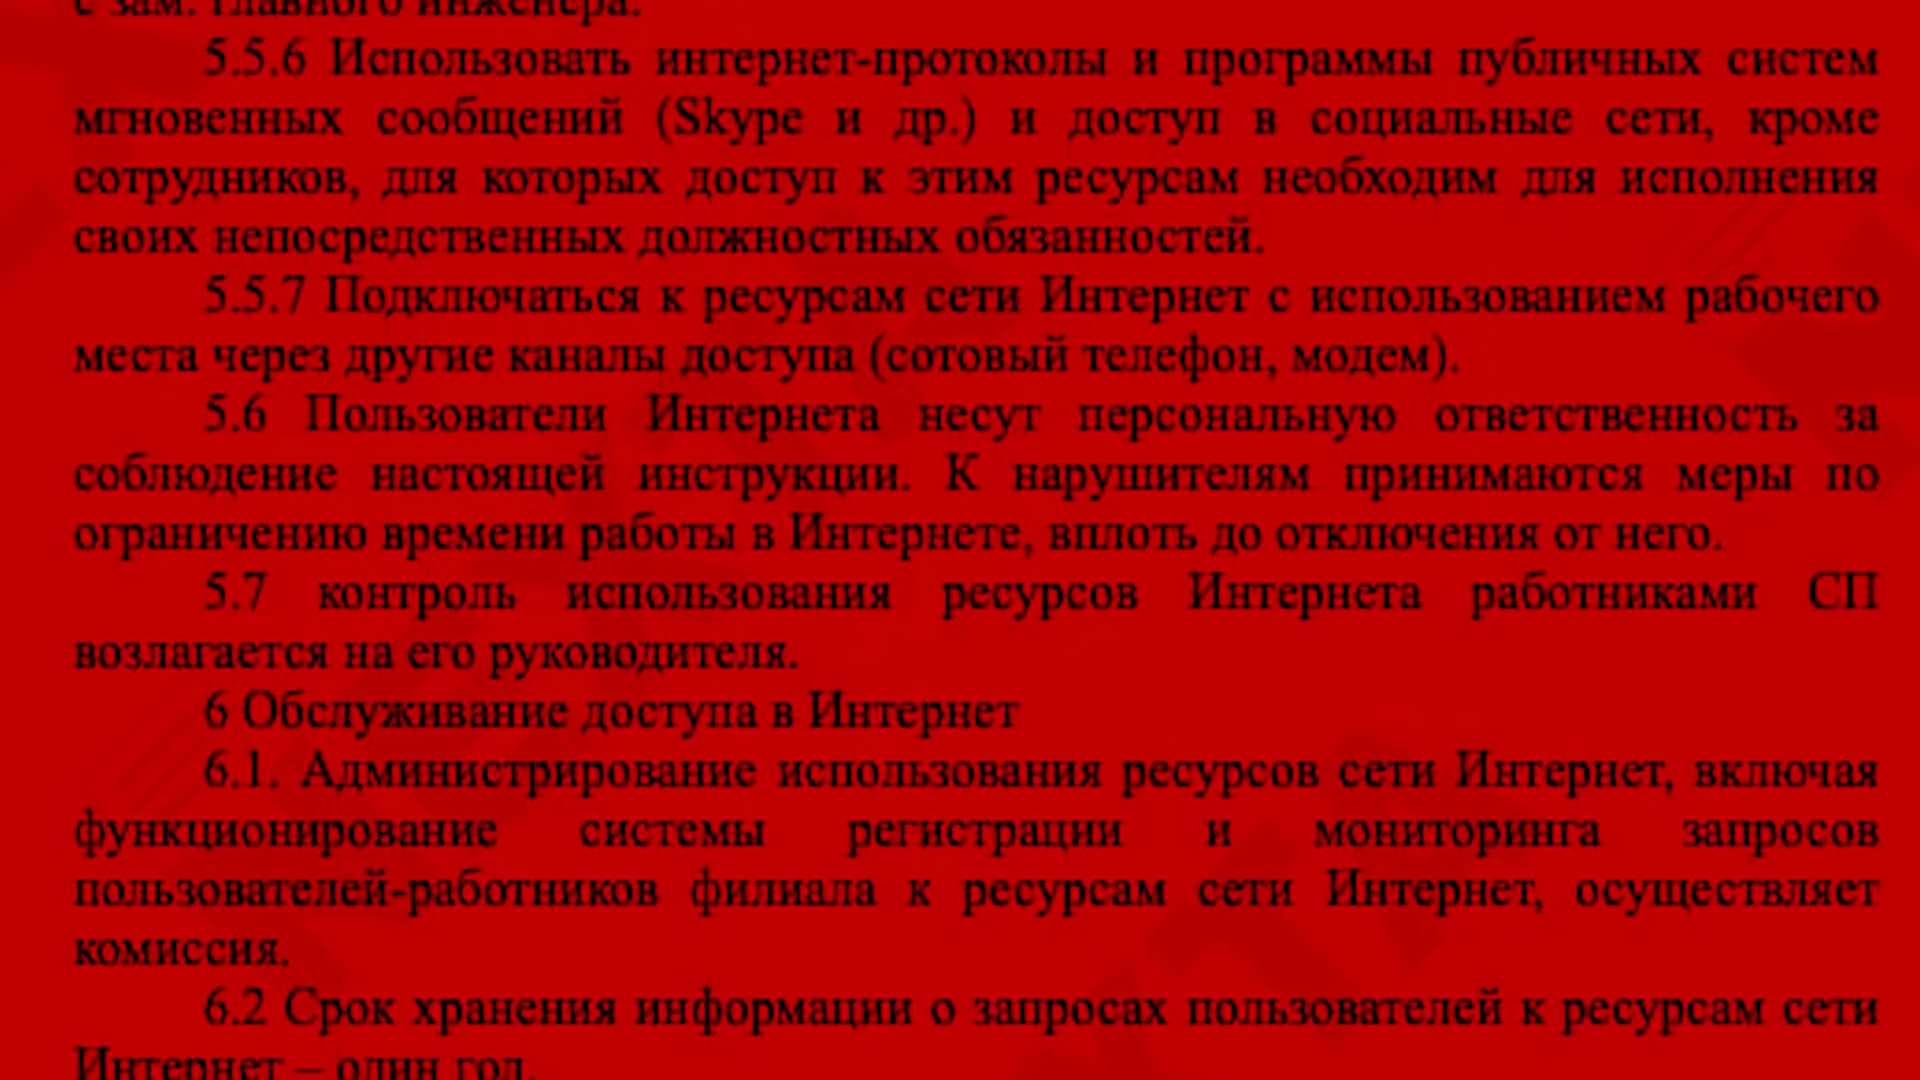 с зам. главного инженера.
5.5.6 Использовать интернет-протоколы и программы публичных систем
мгновенных сообщений (Skype и др.) и доступ в социальные сети, кроме
сотрудников, для которых доступ к этим ресурсам необходим для исполнения
своих непосредственных должностных обязанностей.
5.5.7 Подключаться к ресурсам сети Интернет с использованием рабочего
места через другие каналы доступа (сотовый телефон, модем).
5.6 Пользователи Интернета несут персональную ответственность за
соблюдение настоящей инструкции. К нарушителям принимаются меры по
ограничению времени работы в Интернете, вплоть до отключения от него.
5.7 контроль использования ресурсов Интернета работниками СП
возлагается на его руководителя.
6 Обслуживание доступа в Интернет
6.1. Администрирование использования ресурсов сети Интернет, включая
функционирование системы регистрации и мониторинга запросов
пользователей-работников филиала к ресурсам сети Интернет, осуществляет
комиссия.
6.2 Срок хранения информации о запросах пользователей к ресурсам сети
Интернет – один год.